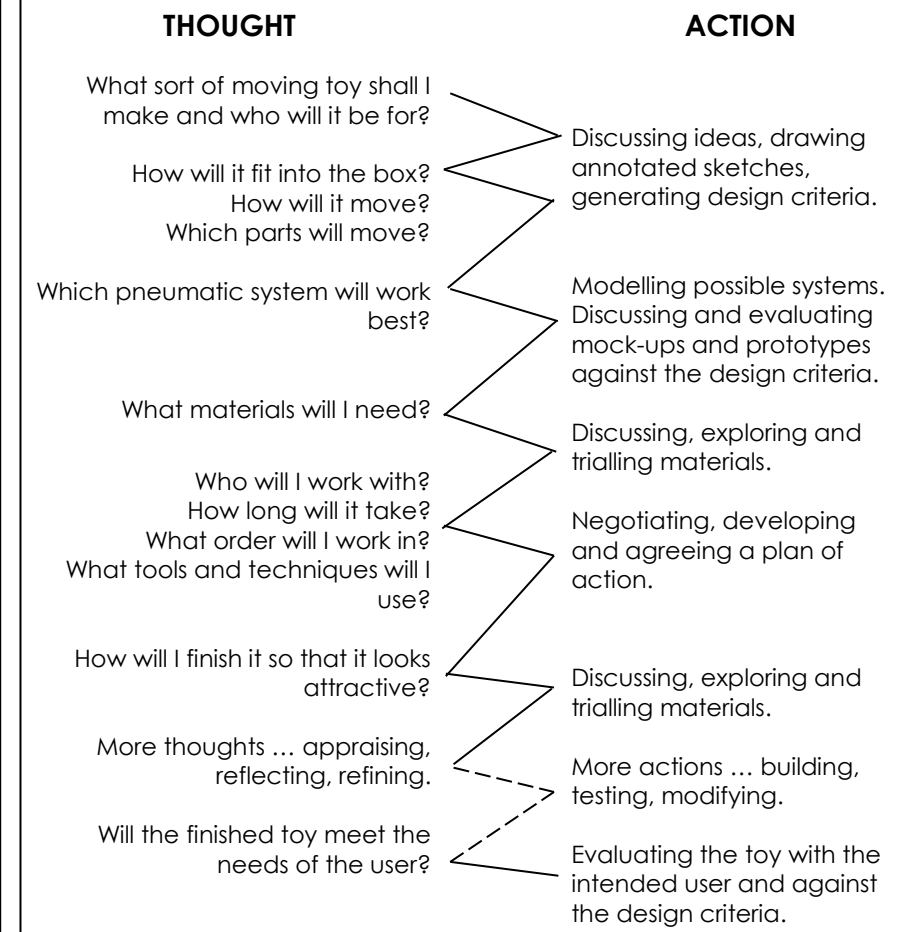 THOUGHT
ACTION
What sort of moving toy shall I
make and who will it be for?
Discussing ideas, drawing
annotated sketches,
generating design criteria.
How will it fit into the box?
How will it move?
Which parts will move?
Which pneumatic system will work
best?
Modelling possible systems.
Discussing and evaluating
mock-ups and prototypes
against the design criteria.
What materials will I need?
Discussing, exploring and
trialling materials.
Who will I work with?
How long will it take?
What order will I work in?
What tools and techniques will I
use?
Negotiating, developing
and agreeing a plan of
action.
How will I finish it so that it looks
attractive?
Discussing, exploring and
trialling materials.
More thoughts … appraising,
reflecting, refining.
More actions … building,
testing, modifying.
Will the finished toy meet the
needs of the user?
Evaluating the toy with the
intended user and against
the design criteria.